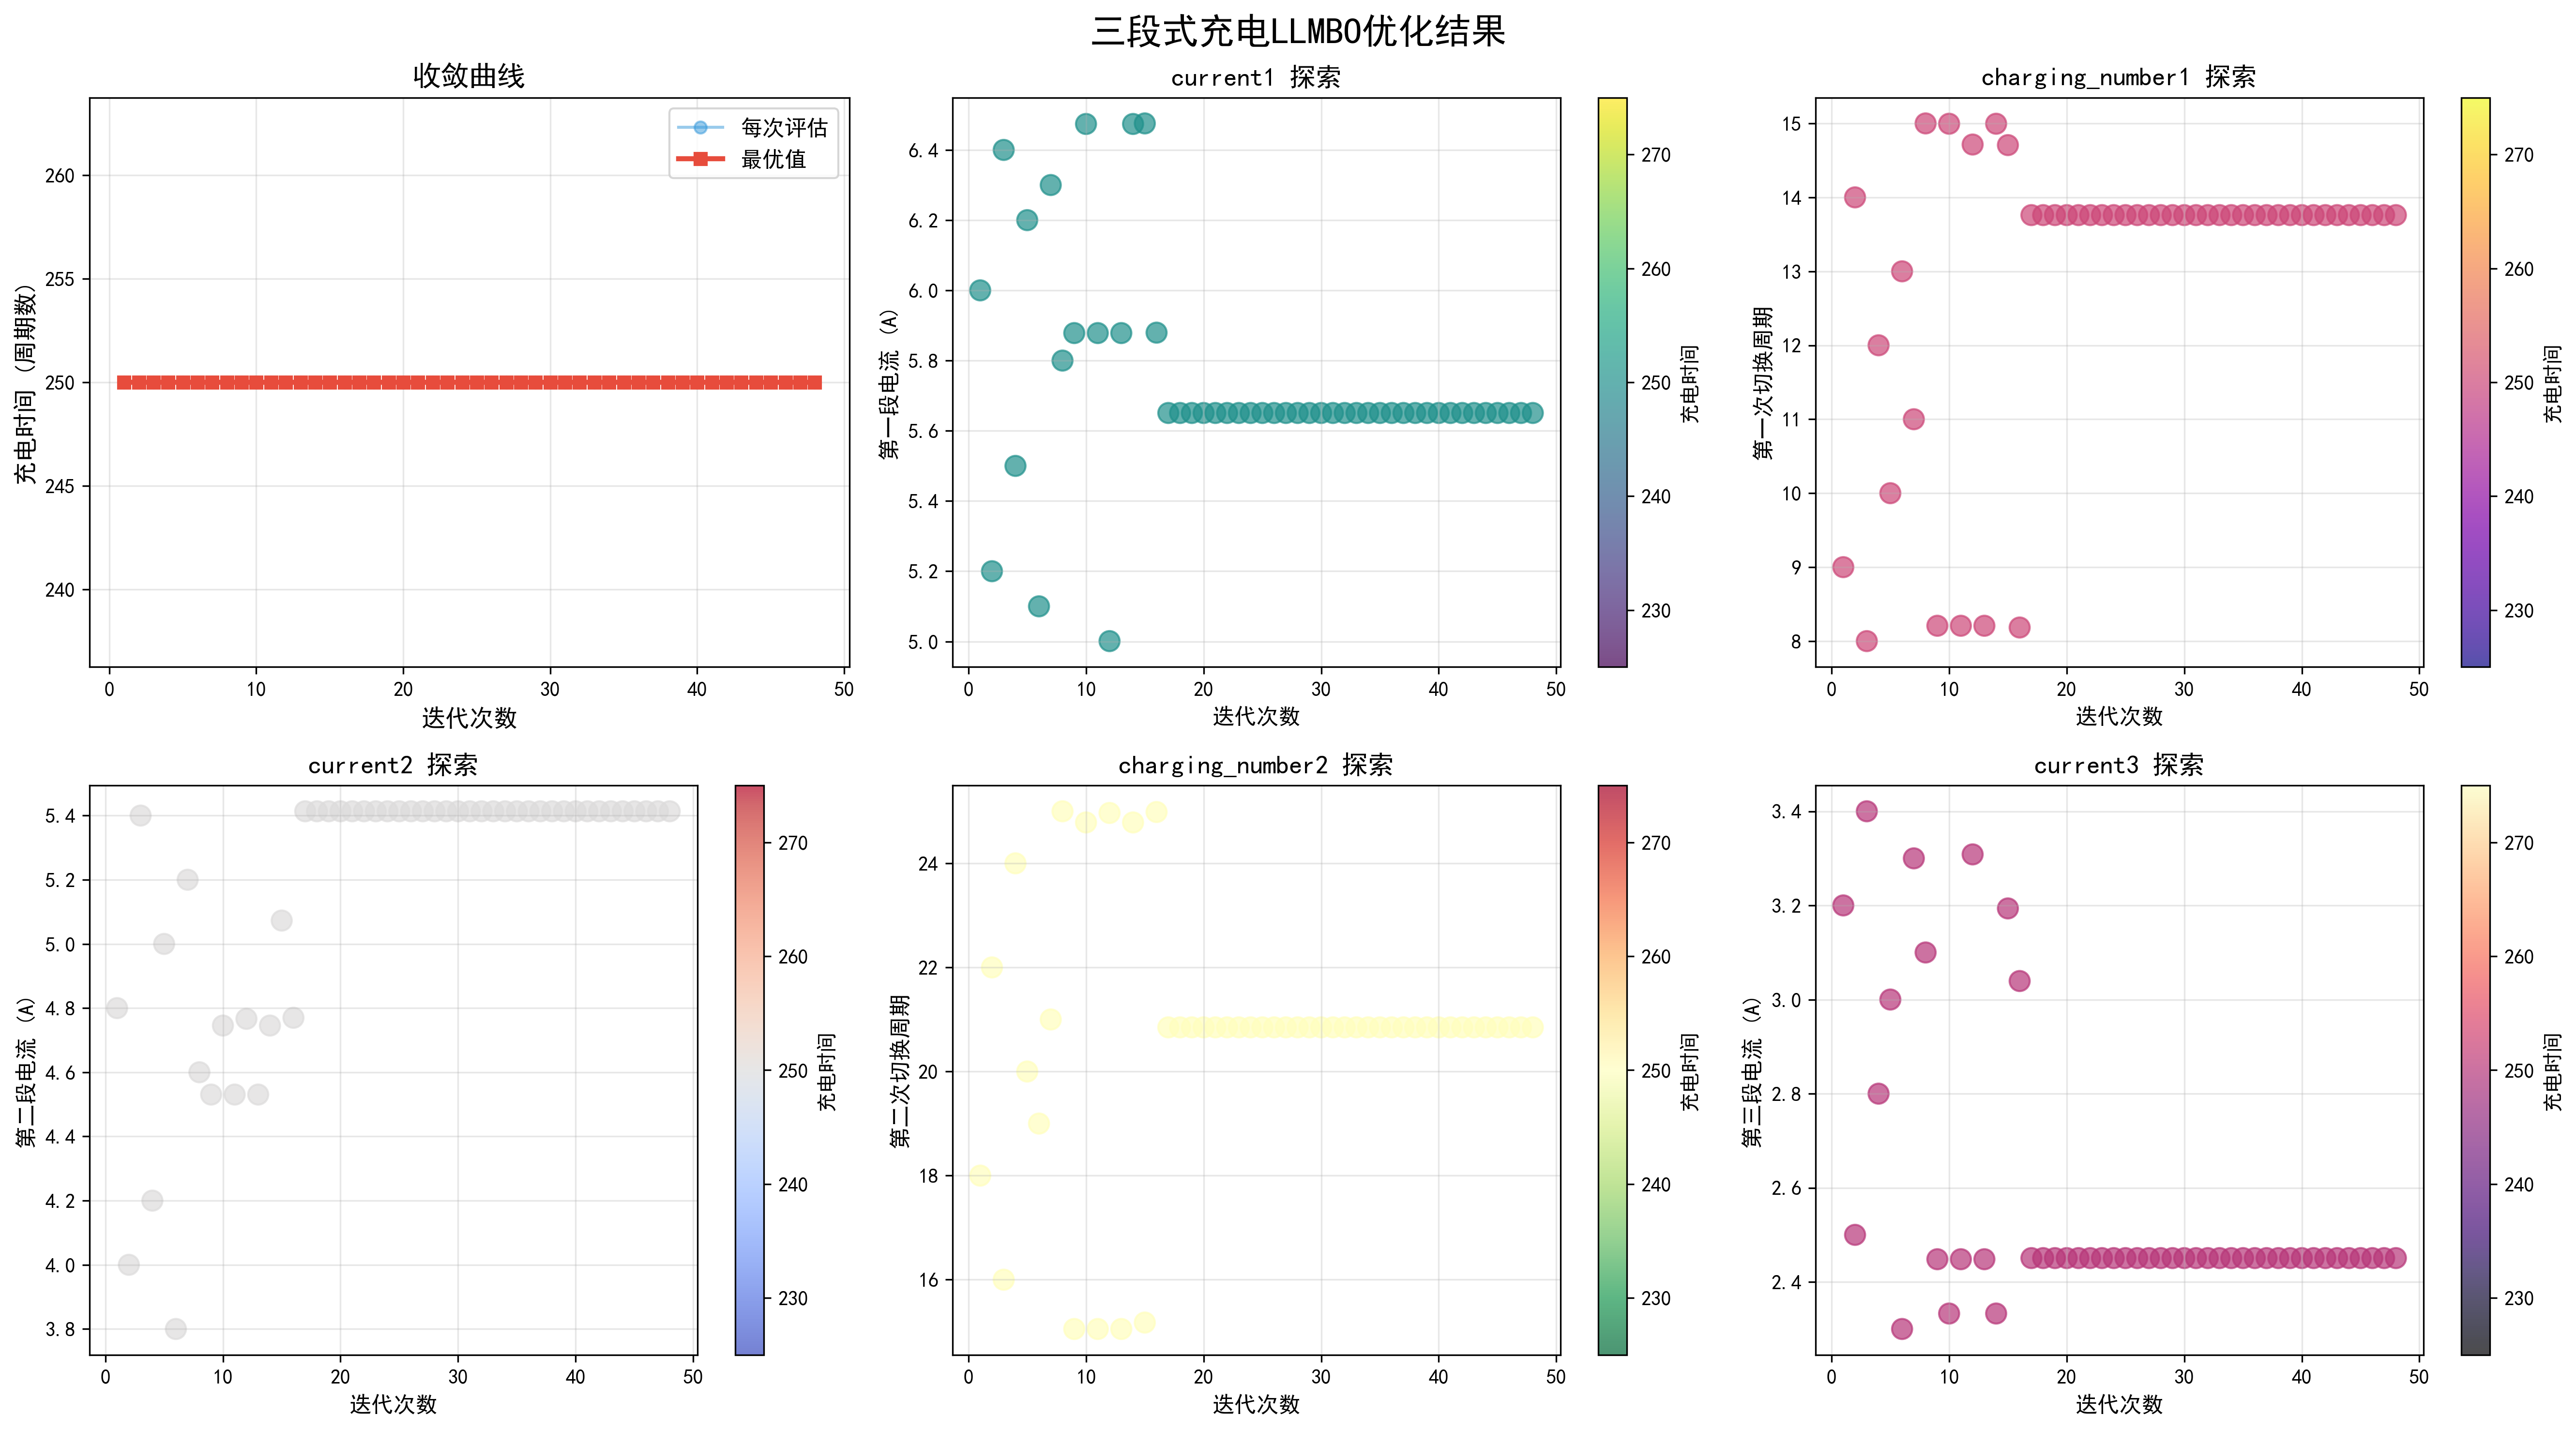 三段式充电LLMBO优化结果
收敛曲线
每次评估
最优值
充电时间 (周期数)
260
255
250
245
240
0 10 20 30 40 50
迭代次数
current1 探索
第一段电流 (A)
6.4
6.2
6.0
5.8
5.6
5.4
5.2
5.0
0 10 20 30 40 50
迭代次数
270
260
250
240
230
充电时间
charging_number1 探索
第一次切换周期
15
14
13
12
11
10
9
8
0 10 20 30 40 50
迭代次数
270
260
250
240
230
充电时间
current2 探索
第二段电流 (A)
5.4
5.2
5.0
4.8
4.6
4.4
4.2
4.0
3.8
0 10 20 30 40 50
迭代次数
270
260
250
240
230
充电时间
charging_number2 探索
第二次切换周期
24
22
20
18
16
0 10 20 30 40 50
迭代次数
270
260
250
240
230
充电时间
current3 探索
第三段电流 (A)
3.4
3.2
3.0
2.8
2.6
2.4
0 10 20 30 40 50
迭代次数
270
260
250
240
230
充电时间